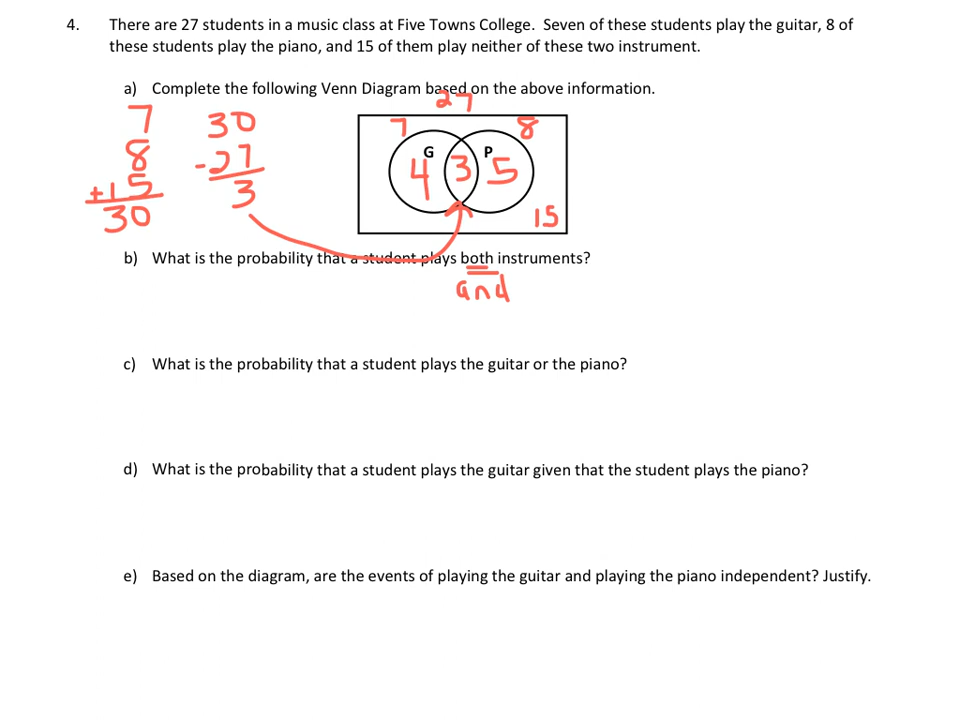 4. There are 27 students in a music class at Five Towns College. Seven of these students play the guitar, 8 of
these students play the piano, and 15 of them play neither of these two instrument.
a) Complete the following Venn Diagram based on the above information.
27
7
8
+15
30
30
-27
3
7 8
G P
4 3 5
15
b) What is the probability that a student plays both instruments?
and
c) What is the probability that a student plays the guitar or the piano?
d) What is the probability that a student plays the guitar given that the student plays the piano?
e) Based on the diagram, are the events of playing the guitar and playing the piano independent? Justify.